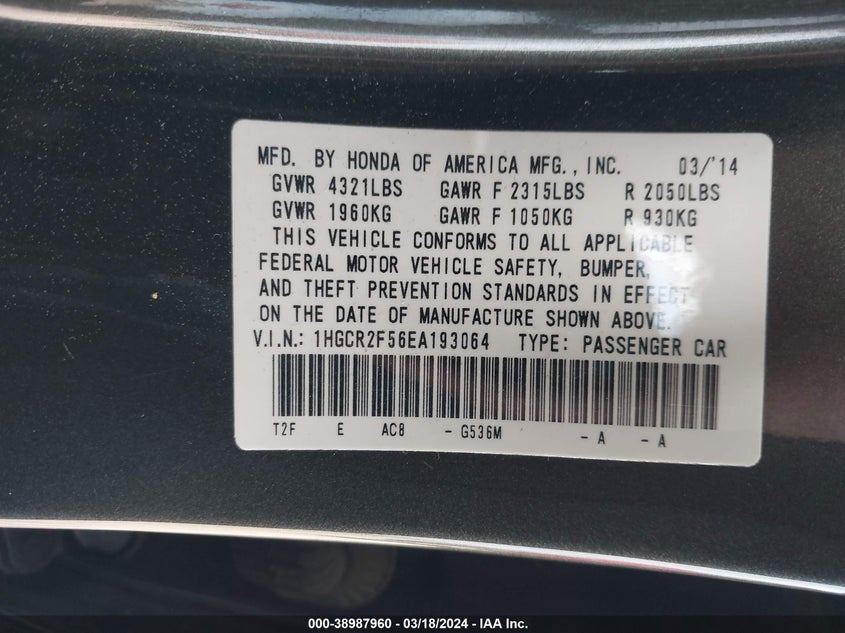 MFD. BY HONDA OF AMERICA MFG., INC. 03/'14
GVWR 4321LBS GAWR F 2315LBS R 2050LBS
GVWR 1960KG GAWR F 1050KG R 930KG
THIS VEHICLE CONFORMS TO ALL APPLICABLE
FEDERAL MOTOR VEHICLE SAFETY, BUMPER,
AND THEFT PREVENTION STANDARDS IN EFFECT
ON THE DATE OF MANUFACTURE SHOWN ABOVE.
V.I.N.: 1HGCR2F56EA193064 TYPE: PASSENGER CAR
T2F E AC8 - G536M - A - A
000-38987960 - 03/18/2024 - IAA Inc.